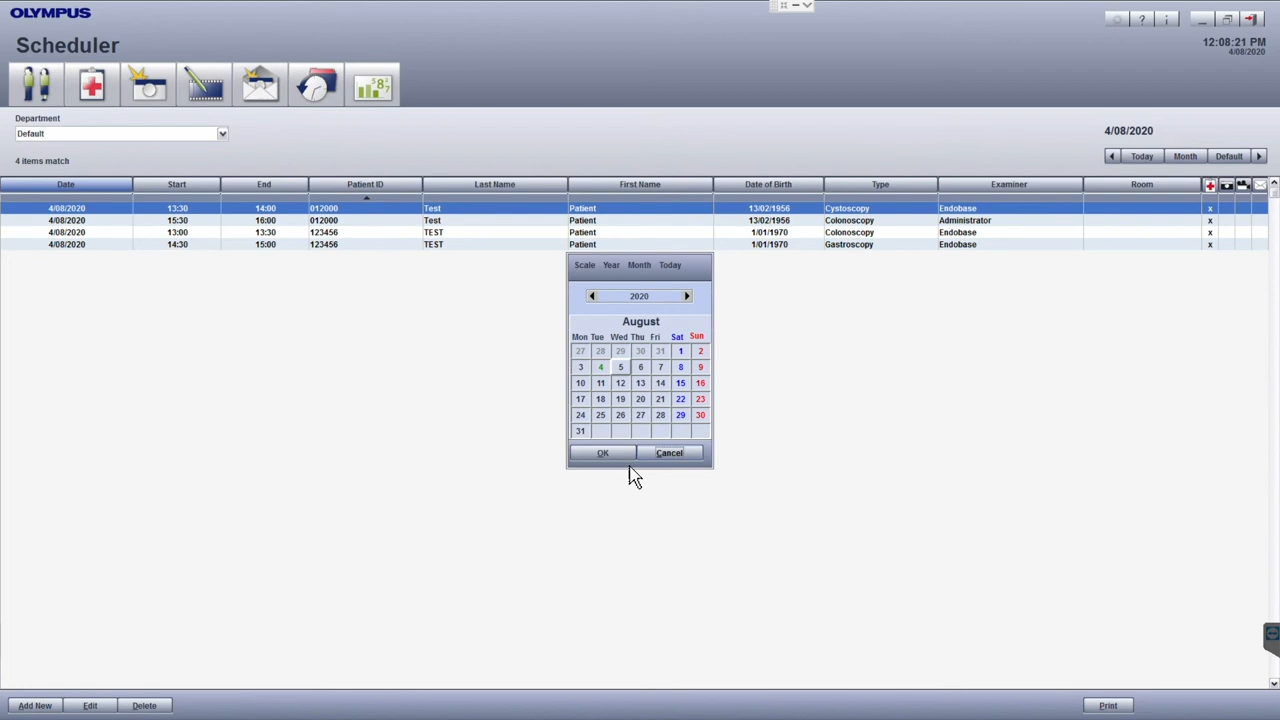 OLYMPUS
? i
Scheduler
12:08:21 PM
4/08/2020
Department
Default
4/08/2020
4 items match
Today Month Default
Date Start End Patient ID Last Name First Name Date of Birth Type Examiner Room
4/08/2020 13:30 14:00 012000 Test Patient 13/02/1956 Cystoscopy Endobase x
4/08/2020 15:30 16:00 012000 Test Patient 13/02/1956 Colonoscopy Administrator x
4/08/2020 13:00 13:30 123456 TEST Patient 1/01/1970 Colonoscopy Endobase x
4/08/2020 14:30 15:00 123456 TEST Patient 1/01/1970 Gastroscopy Endobase x
Scale Year Month Today
2020
August
Mon Tue Wed Thu Fri Sat Sun
27 28 29 30 31 1 2
3 4 5 6 7 8 9
10 11 12 13 14 15 16
17 18 19 20 21 22 23
24 25 26 27 28 29 30
31
OK Cancel
Add New Edit Delete Print